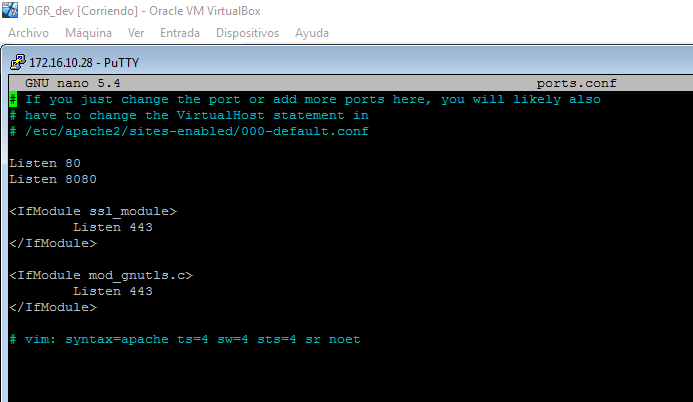 JDGR_dev [Corriendo] - Oracle VM VirtualBox
Archivo Máquina Ver Entrada Dispositivos Ayuda
172.16.10.28 - PuTTY
GNU nano 5.4 ports.conf
# If you just change the port or add more ports here, you will likely also
# have to change the VirtualHost statement in
# /etc/apache2/sites-enabled/000-default.conf
Listen 80
Listen 8080
<IfModule ssl_module>
Listen 443
</IfModule>
<IfModule mod_gnutls.c>
Listen 443
</IfModule>
# vim: syntax=apache ts=4 sw=4 sts=4 sr noet